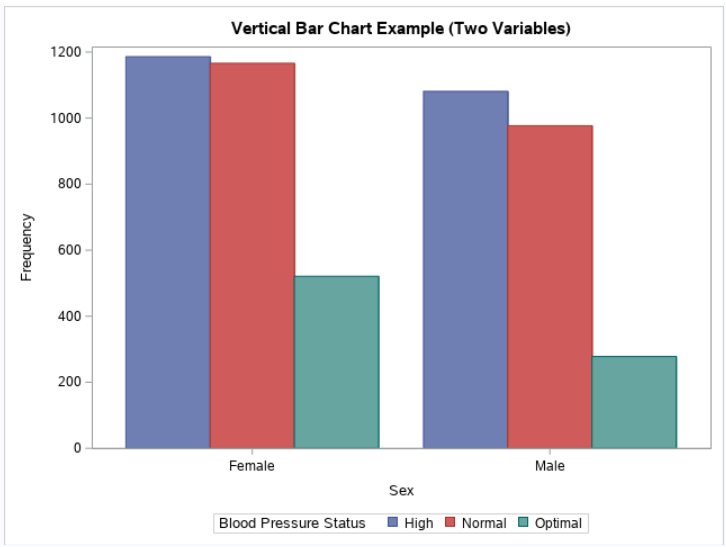 Vertical Bar Chart Example (Two Variables)
1200
1000
800
600
400
200
0
Frequency
Female Male
Sex
Blood Pressure Status High Normal Optimal